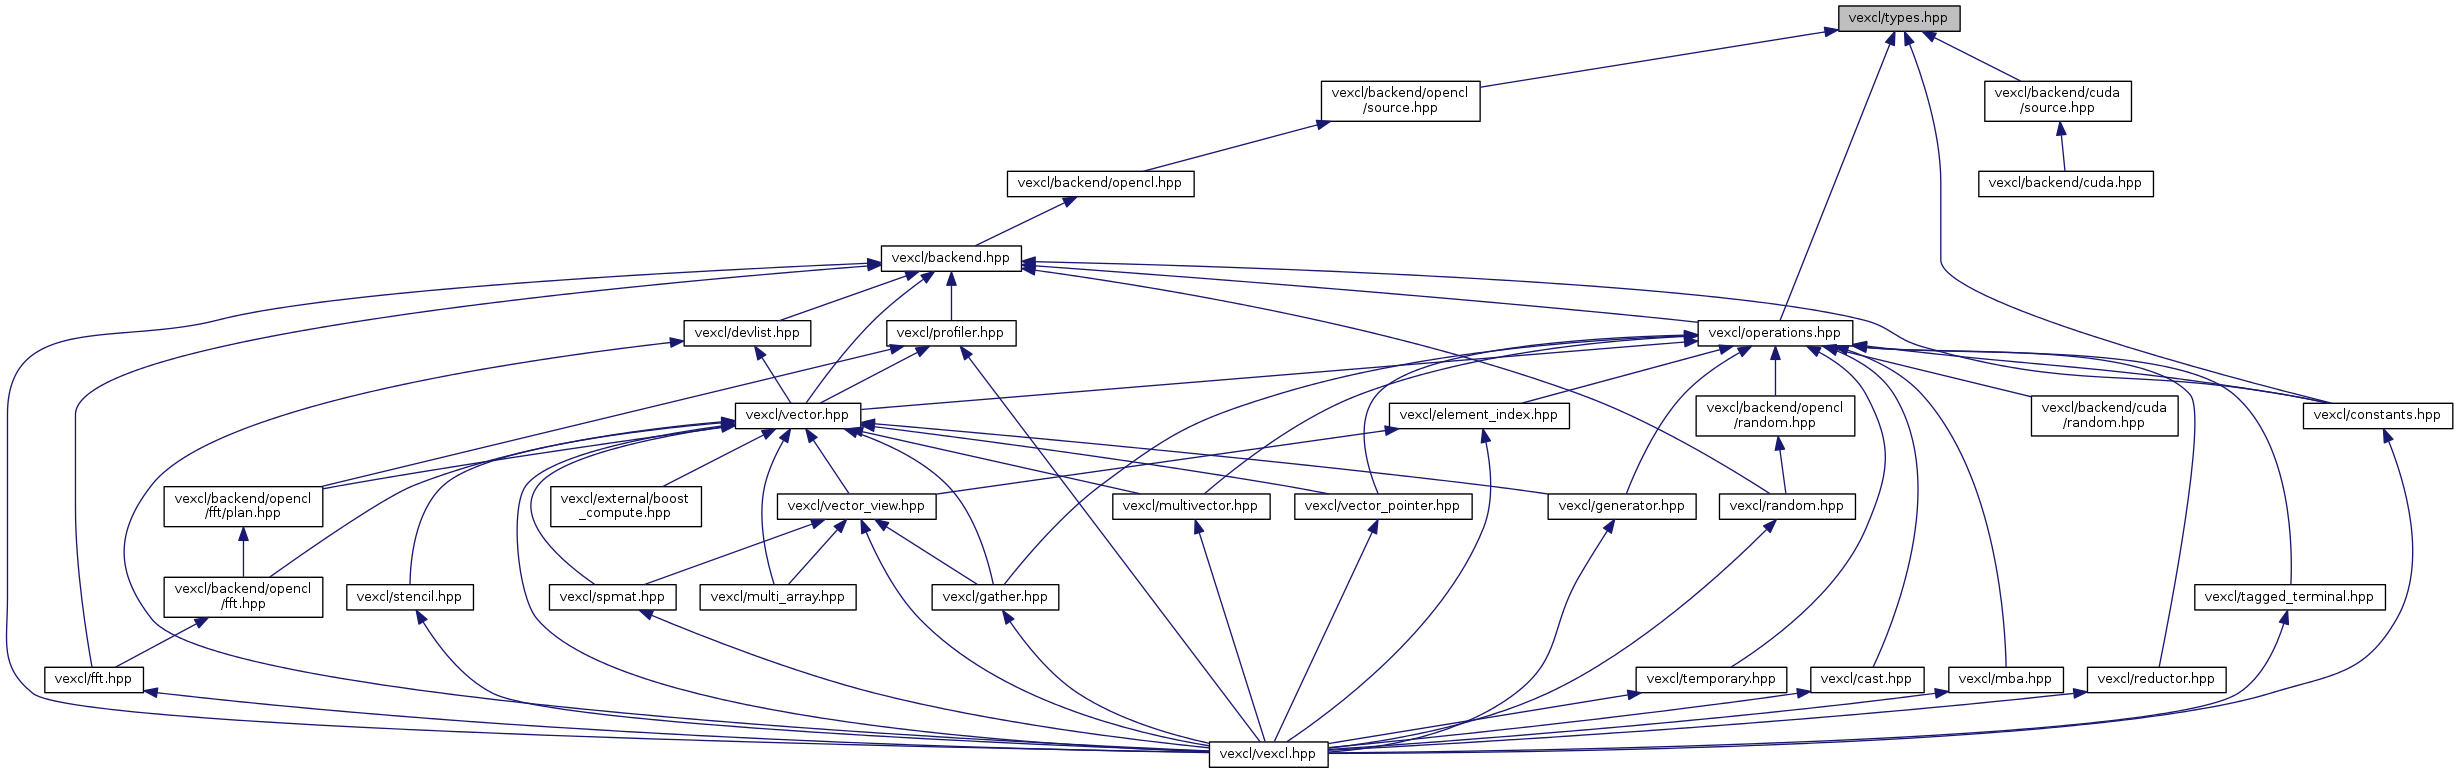 vexcl/types.hpp
vexcl/backend/opencl
/source.hpp
vexcl/backend/cuda
/source.hpp
vexcl/backend/opencl.hpp
vexcl/backend/cuda.hpp
vexcl/backend.hpp
vexcl/devlist.hpp
vexcl/profiler.hpp
vexcl/operations.hpp
vexcl/vector.hpp
vexcl/element_index.hpp
vexcl/backend/opencl
/random.hpp
vexcl/backend/cuda
/random.hpp
vexcl/constants.hpp
vexcl/backend/opencl
/fft/plan.hpp
vexcl/external/boost
_compute.hpp
vexcl/vector_view.hpp
vexcl/multivector.hpp
vexcl/vector_pointer.hpp
vexcl/generator.hpp
vexcl/random.hpp
vexcl/backend/opencl
/fft.hpp
vexcl/stencil.hpp
vexcl/spmat.hpp
vexcl/multi_array.hpp
vexcl/gather.hpp
vexcl/tagged_terminal.hpp
vexcl/fft.hpp
vexcl/temporary.hpp
vexcl/cast.hpp
vexcl/mba.hpp
vexcl/reductor.hpp
vexcl/vexcl.hpp